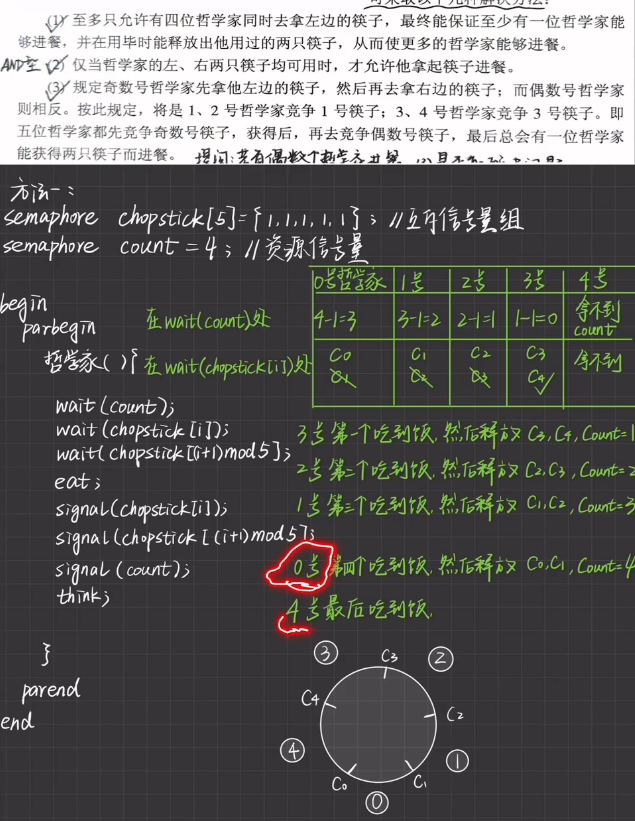 可采取以下几种解决方法：
(1) 至多只允许有四位哲学家同时去拿左边的筷子，最终能保证至少有一位哲学家能
够进餐，并在用毕时能释放出他用过的两只筷子，从而使更多的哲学家能够进餐。
AND型 (2) 仅当哲学家的左、右两只筷子均可用时，才允许他拿起筷子进餐。
(3) 规定奇数号哲学家先拿他左边的筷子，然后再去拿右边的筷子；而偶数号哲学家
则相反。按此规定，将是 1、2 号哲学家竞争 1 号筷子；3、4 号哲学家竞争 3 号筷子。即
五位哲学家都先竞争奇数号筷子，获得后，再去竞争偶数号筷子，最后总会有一位哲学家
能获得两只筷子而进餐。 提问：若有偶数个哲学家
方法一：
semaphore chopstick[5]={1,1,1,1,1}; //互斥信号量组
semaphore count=4; //资源信号量
0号哲学家 1号 2号 3号 4号
begin
parbegin
在wait(count)处 4-1=3 3-1=2 2-1=1 1-1=0 拿不到count
哲学家(){
在wait(chopstick[i])处 C0 C1 C2 C3 拿不到
C1 C2 C3 C4✓
wait(count);
wait(chopstick[i]);
wait(chopstick[(i+1)mod5];
eat;
signal(chopstick[i]);
signal(chopstick[(i+1)mod5];
signal(count);
think;
}
parend
end
3号第一个吃到饭，然后释放C3,C4,Count=1
2号第二个吃到饭，然后释放C2,C3,Count=2
1号第三个吃到饭，然后释放C1,C2,Count=3
0号第四个吃到饭，然后释放C0,C1,Count=4
4号最后吃到饭.
③ C3 ②
C4 C2
④ ①
C0 C1
⓪